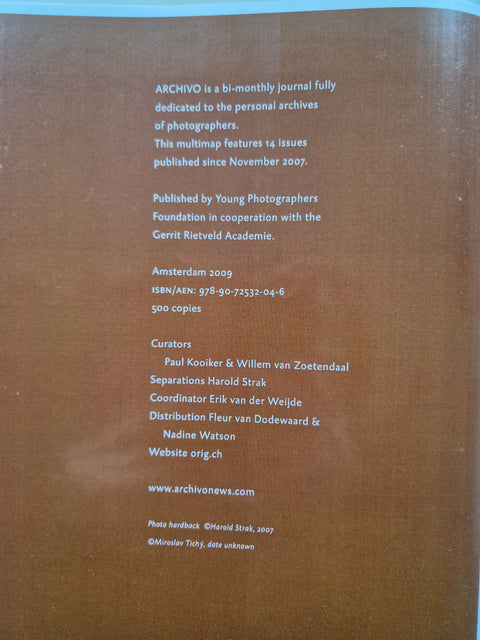 ARCHIVO is a bi-monthly journal fully
dedicated to the personal archives
of photographers.
This multimap features 14 issues
published since November 2007.
Published by Young Photographers
Foundation in cooperation with the
Gerrit Rietveld Academie.
Amsterdam 2009
ISBN/AEN: 978-90-72532-04-6
500 copies
Curators
Paul Kooiker & Willem van Zoetendaal
Separations Harold Strak
Coordinator Erik van der Weijde
Distribution Fleur van Dodewaard &
Nadine Watson
Website orig.ch
www.archivonews.com
Photo hardback ©Harold Strak, 2007
©Miroslav Tichý, date unknown